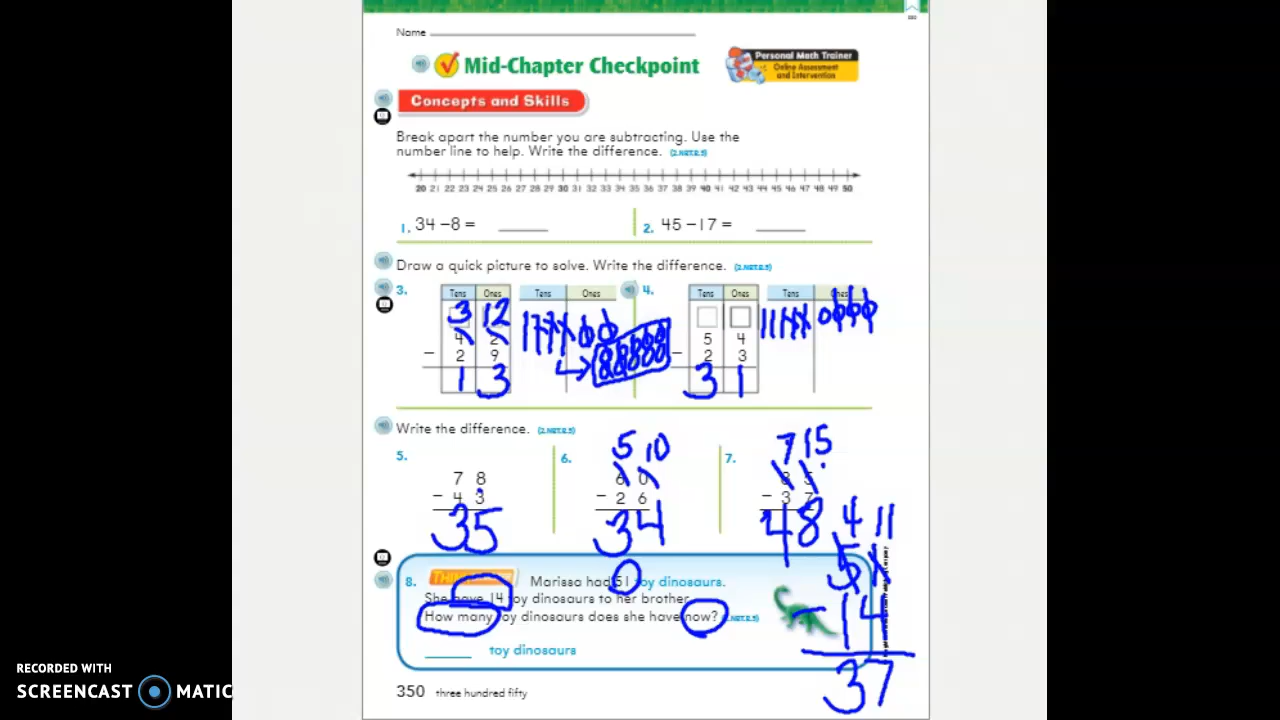 Name
Mid-Chapter Checkpoint
Personal Math Trainer
Online Assessment
and Intervention
Concepts and Skills
Break apart the number you are subtracting. Use the
number line to help. Write the difference.
20 21 22 23 24 25 26 27 28 29 30 31 32 33 34 35 36 37 38 39 40 41 42 43 44 45 46 47 48 49 50
1. 34 − 8 =
2. 45 − 17 =
Draw a quick picture to solve. Write the difference.
3. Tens Ones Tens Ones
3 12
4 2
− 2 9
1 3
4. Tens Ones Tens Ones
5 4
− 2 3
3 1
Write the difference.
5.
7 8
− 4 3
35
6.
5 10
6 0
− 2 6
34
7.
7 15
8 5
− 3 7
48
8. Marissa had 51 toy dinosaurs.
She gave 14 toy dinosaurs to her brother.
How many toy dinosaurs does she have now?
toy dinosaurs
4 11
51
− 14
37
350 three hundred fifty
RECORDED WITH
SCREENCAST MATIC